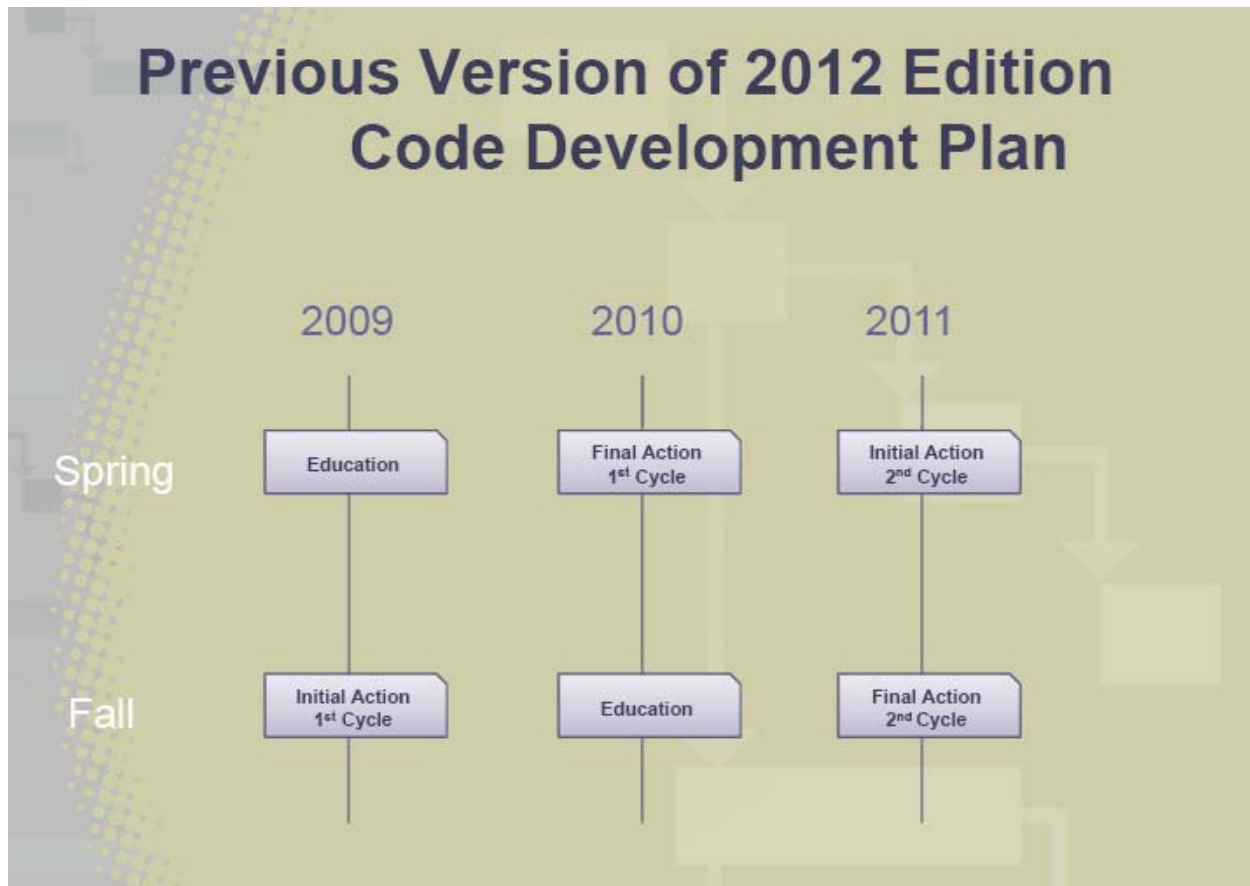 Previous Version of 2012 Edition
Code Development Plan
2009 2010 2011
Spring
Education
Final Action
1st Cycle
Initial Action
2nd Cycle
Fall
Initial Action
1st Cycle
Education
Final Action
2nd Cycle